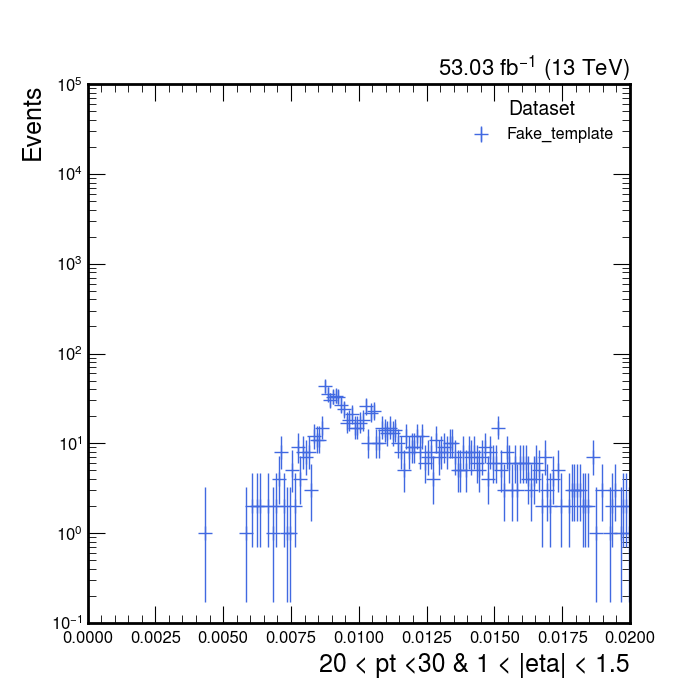 53.03 fb⁻¹ (13 TeV)
Events
Dataset
Fake_template
10⁵
10⁴
10³
10²
10¹
10⁰
10⁻¹
0.0000 0.0025 0.0050 0.0075 0.0100 0.0125 0.0150 0.0175 0.0200
20 < pt <30 & 1 < |eta| < 1.5